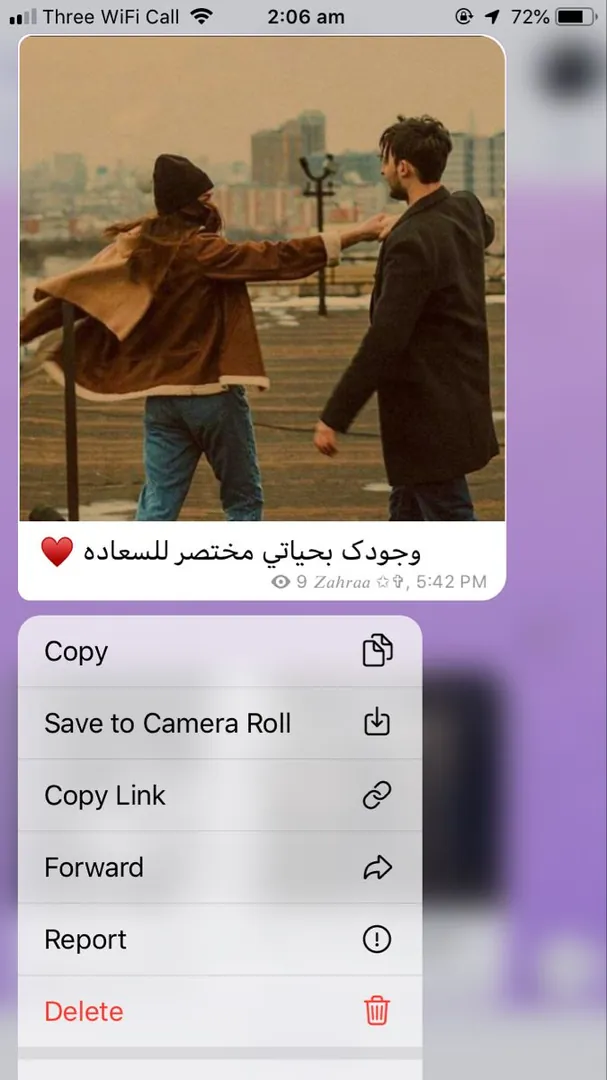 Three WiFi Call 2:06 am 72%
وجودک بحياتي مختصر للسعاده ♥️
9 𝑍𝑎ℎ𝑟𝑎𝑎 ✩✞, 5:42 PM
Copy
Save to Camera Roll
Copy Link
Forward
Report
Delete